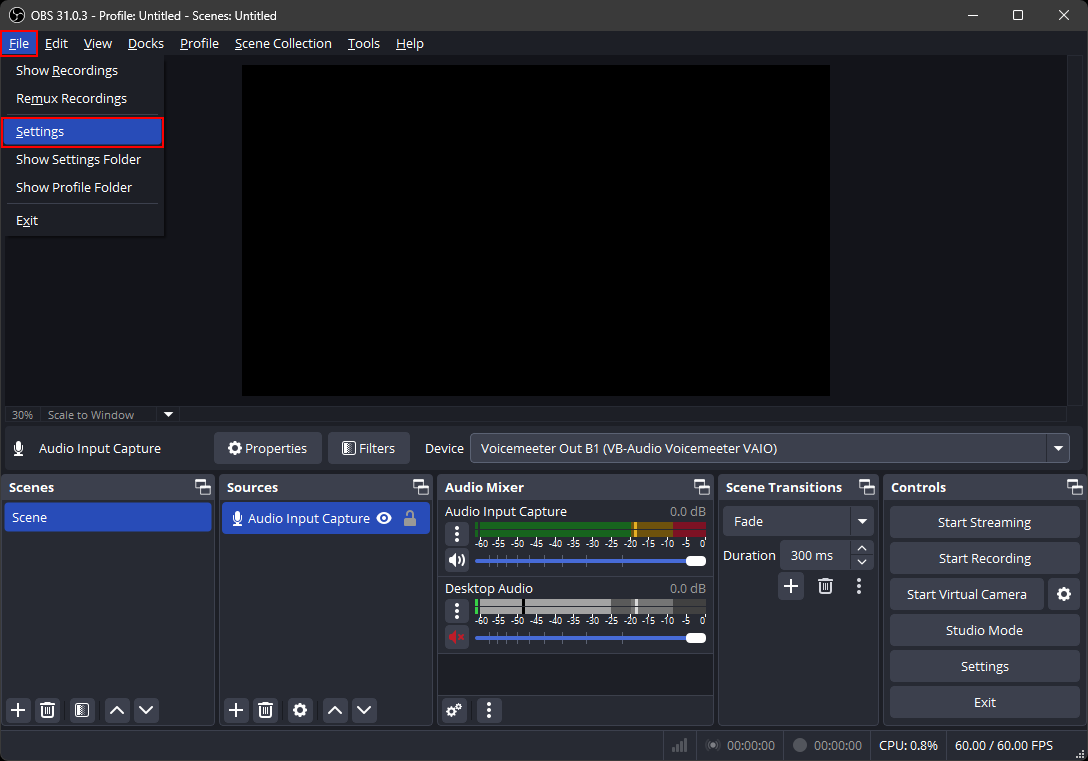 OBS 31.0.3 - Profile: Untitled - Scenes: Untitled
File Edit View Docks Profile Scene Collection Tools Help
Show Recordings
Remux Recordings
Settings
Show Settings Folder
Show Profile Folder
Exit
30% Scale to Window
Audio Input Capture Properties Filters Device Voicemeeter Out B1 (VB-Audio Voicemeeter VAIO)
Scenes
Scene
Sources
Audio Input Capture
Audio Mixer
Audio Input Capture 0.0 dB
-60 -55 -50 -45 -40 -35 -30 -25 -20 -15 -10 -5 0
Desktop Audio 0.0 dB
-60 -55 -50 -45 -40 -35 -30 -25 -20 -15 -10 -5 0
Scene Transitions
Fade
Duration 300 ms
Controls
Start Streaming
Start Recording
Start Virtual Camera
Studio Mode
Settings
Exit
00:00:00 00:00:00 CPU: 0.8% 60.00 / 60.00 FPS